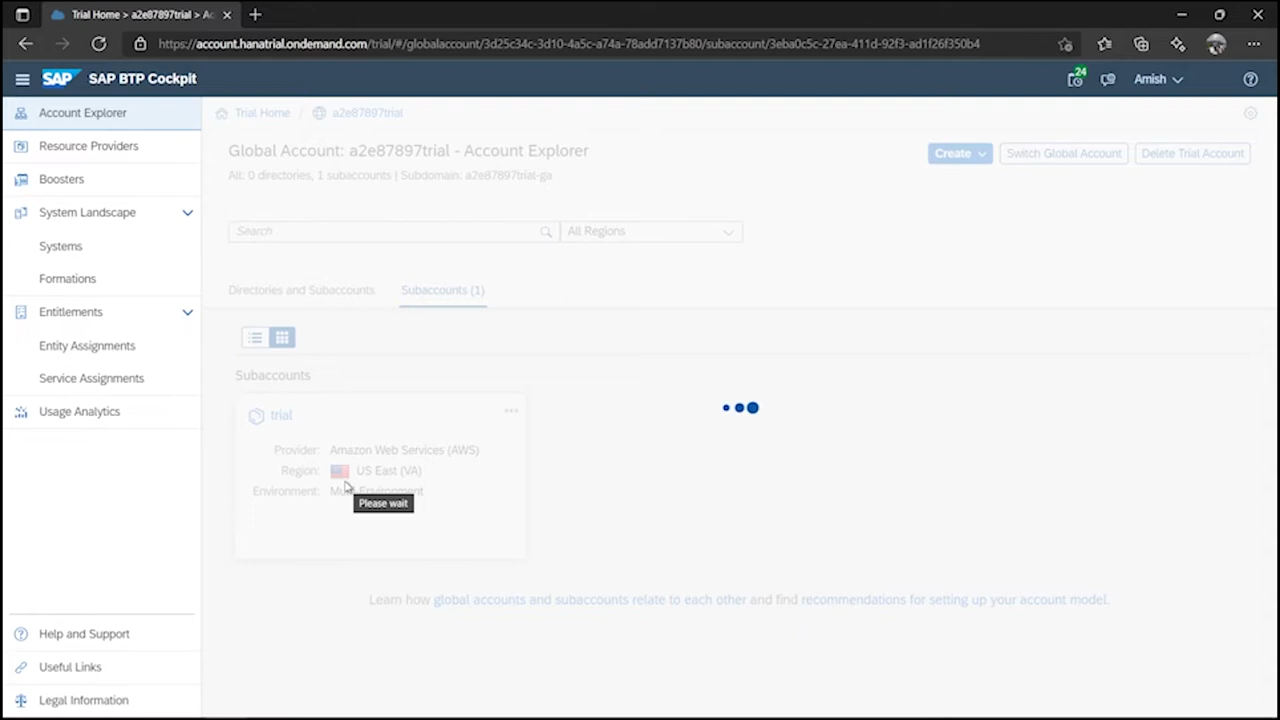 Trial Home > a2e87897trial > Ac
https://account.hanatrial.ondemand.com/trial/#/globalaccount/3d25c34c-3d10-4a5c-a74a-78add7137b80/subaccount/3eba0c5c-27ea-411d-92f3-ad1f26f350b4
SAP SAP BTP Cockpit
24
Amish
Account Explorer
Resource Providers
Boosters
System Landscape
Systems
Formations
Entitlements
Entity Assignments
Service Assignments
Usage Analytics
Help and Support
Useful Links
Legal Information
Trial Home / a2e87897trial
Global Account: a2e87897trial - Account Explorer
Create
Switch Global Account
Delete Trial Account
All: 0 directories, 1 subaccounts | Subdomain: a2e87897trial-ga
Search
All Regions
Directories and Subaccounts
Subaccounts (1)
Subaccounts
trial
Provider: Amazon Web Services (AWS)
Region: US East (VA)
Environment: Multi-Environment
Please wait
Learn how global accounts and subaccounts relate to each other and find recommendations for setting up your account model.